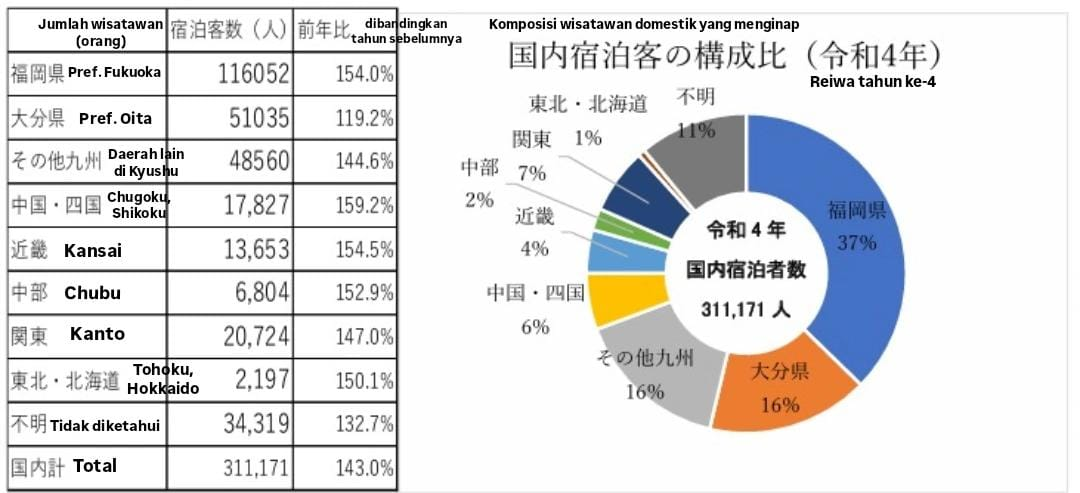 Jumlah wisatawan (orang) 宿泊客数（人） 前年比 dibandingkan tahun sebelumnya
福岡県 Pref. Fukuoka 116052 154.0%
大分県 Pref. Oita 51035 119.2%
その他九州 Daerah lain di Kyushu 48560 144.6%
中国・四国 Chugoku, Shikoku 17,827 159.2%
近畿 Kansai 13,653 154.5%
中部 Chubu 6,804 152.9%
関東 Kanto 20,724 147.0%
東北・北海道 Tohoku, Hokkaido 2,197 150.1%
不明 Tidak diketahui 34,319 132.7%
国内計 Total 311,171 143.0%
Komposisi wisatawan domestik yang menginap
国内宿泊客の構成比（令和4年）
Reiwa tahun ke-4
東北・北海道
1%
不明
11%
関東
7%
中部
2%
近畿
4%
中国・四国
6%
その他九州
16%
大分県
16%
福岡県
37%
令和 4 年
国内宿泊者数
311,171 人